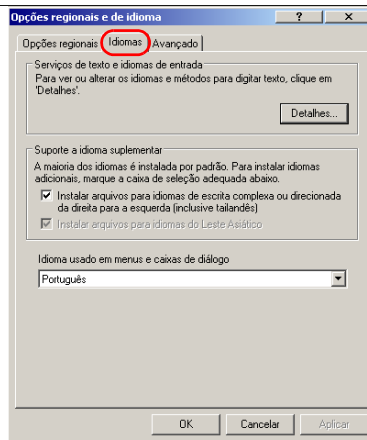 Opções regionais e de idioma
Opções regionais Idiomas Avançado
Serviços de texto e idiomas de entrada
Para ver ou alterar os idiomas e métodos para digitar texto, clique em
'Detalhes'.
Detalhes...
Suporte a idioma suplementar
A maioria dos idiomas é instalada por padrão. Para instalar idiomas
adicionais, marque a caixa de seleção adequada abaixo.
Instalar arquivos para idiomas de escrita complexa ou direcionada
da direita para a esquerda (inclusive tailandês)
Instalar arquivos para idiomas do Leste Asiático
Idioma usado em menus e caixas de diálogo
Português
OK Cancelar Aplicar